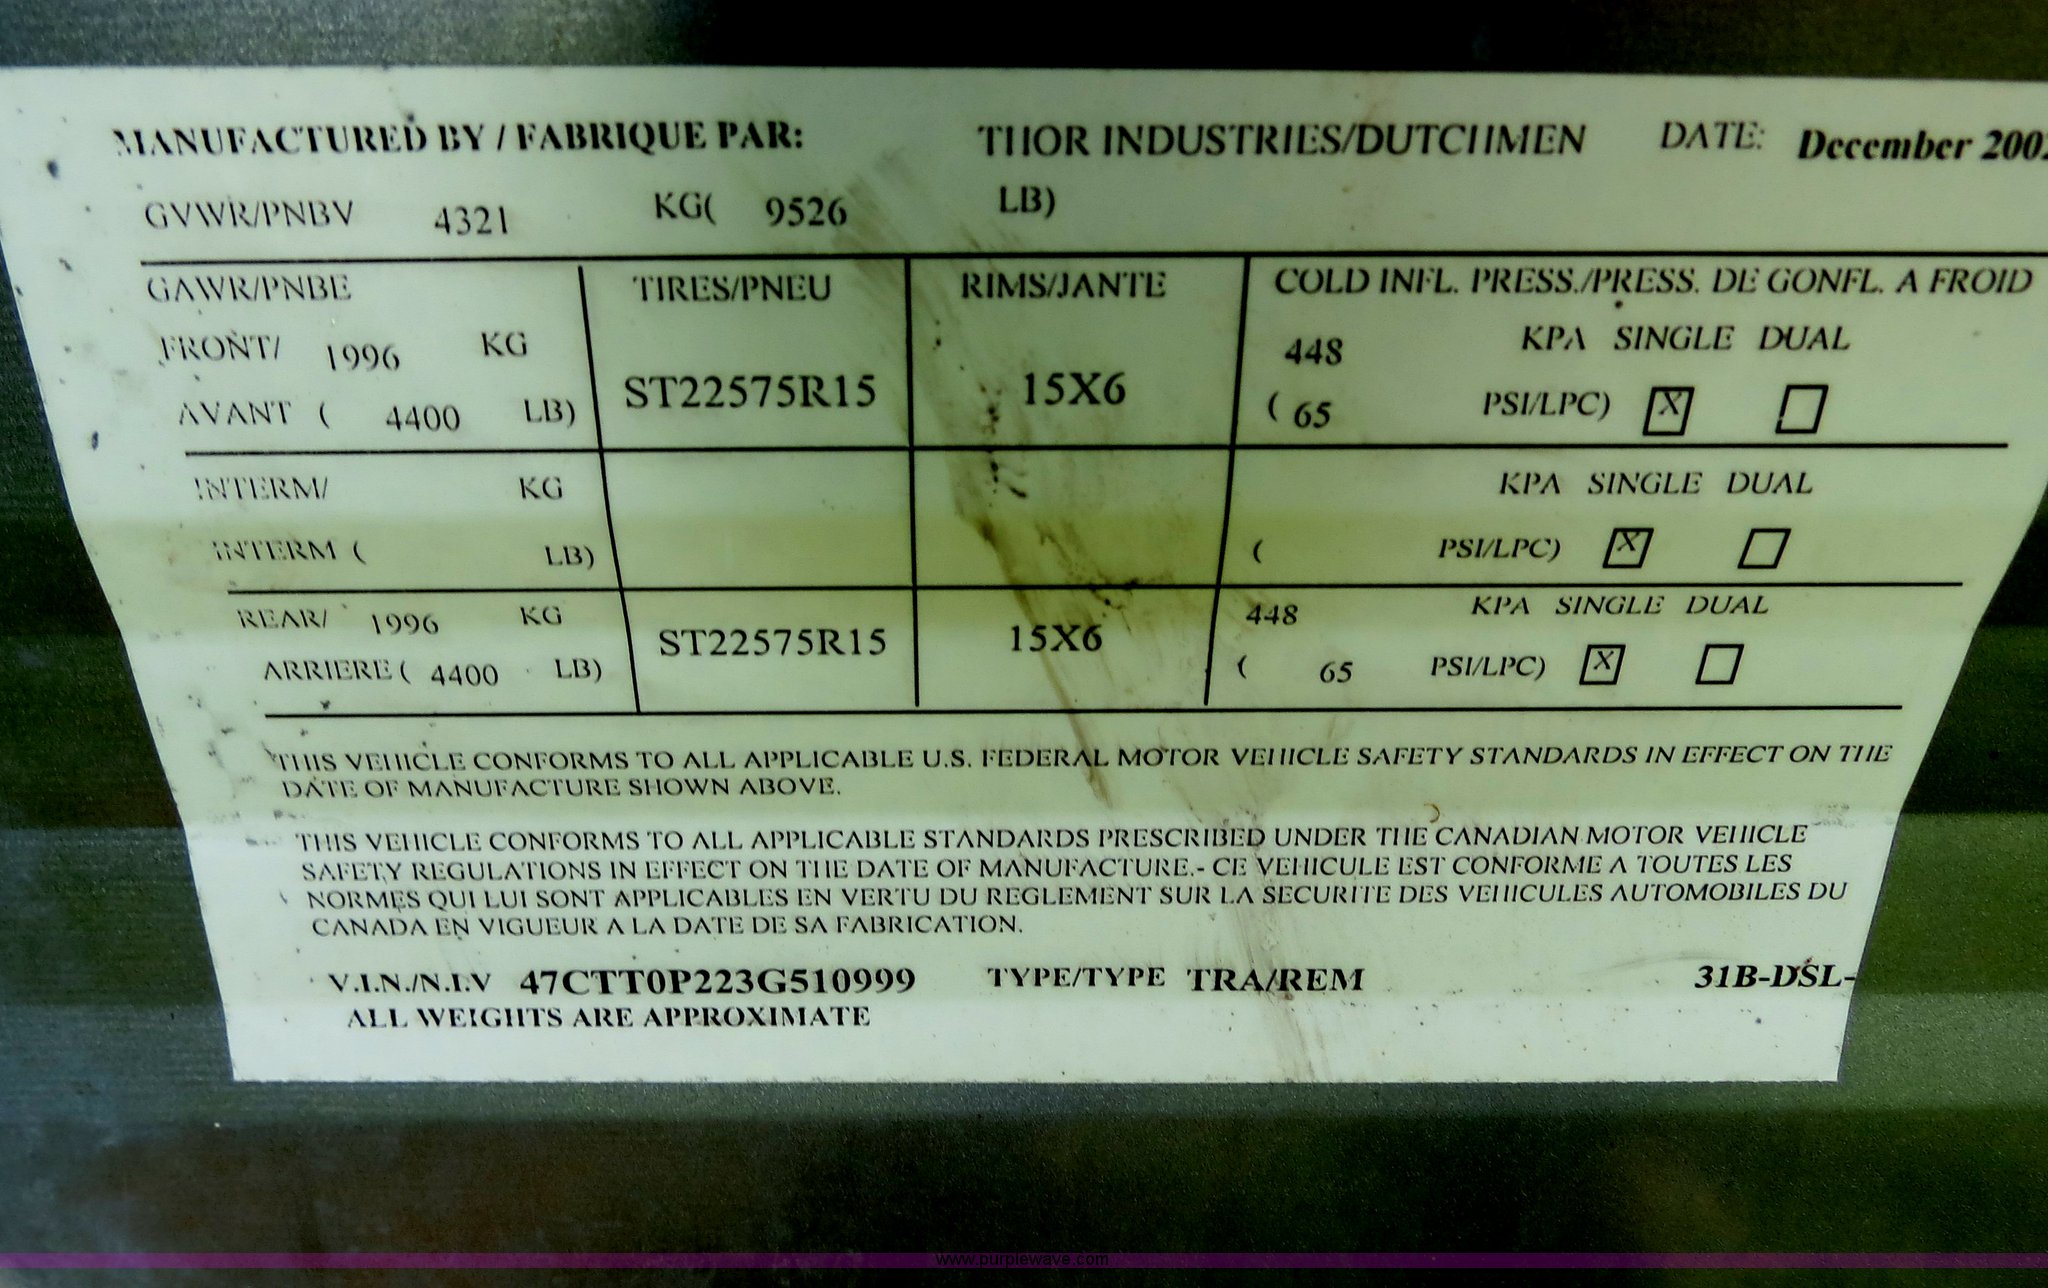 MANUFACTURED BY / FABRIQUE PAR: THOR INDUSTRIES/DUTCHMEN DATE: December 2002
GVWR/PNBV 4321 KG( 9526 LB)
GAWR/PNBE TIRES/PNEU RIMS/JANTE COLD INFL. PRESS./PRESS. DE GONFL. A FROID
FRONT/ 1996 KG 448 KPA SINGLE DUAL
AVANT ( 4400 LB) ST22575R15 15X6 ( 65 PSI/LPC) X
INTERM/ KG KPA SINGLE DUAL
INTERM ( LB) ( PSI/LPC) X
REAR/ 1996 KG 448 KPA SINGLE DUAL
ARRIERE ( 4400 LB) ST22575R15 15X6 ( 65 PSI/LPC) X
THIS VEHICLE CONFORMS TO ALL APPLICABLE U.S. FEDERAL MOTOR VEHICLE SAFETY STANDARDS IN EFFECT ON THE
DATE OF MANUFACTURE SHOWN ABOVE.
THIS VEHICLE CONFORMS TO ALL APPLICABLE STANDARDS PRESCRIBED UNDER THE CANADIAN MOTOR VEHICLE
SAFETY REGULATIONS IN EFFECT ON THE DATE OF MANUFACTURE.- CE VEHICULE EST CONFORME A TOUTES LES
NORMES QUI LUI SONT APPLICABLES EN VERTU DU REGLEMENT SUR LA SECURITE DES VEHICULES AUTOMOBILES DU
CANADA EN VIGUEUR A LA DATE DE SA FABRICATION.
V.I.N./N.I.V 47CTT0P223G510999 TYPE/TYPE TRA/REM 31B-DSL-
ALL WEIGHTS ARE APPROXIMATE
www.purplewave.com